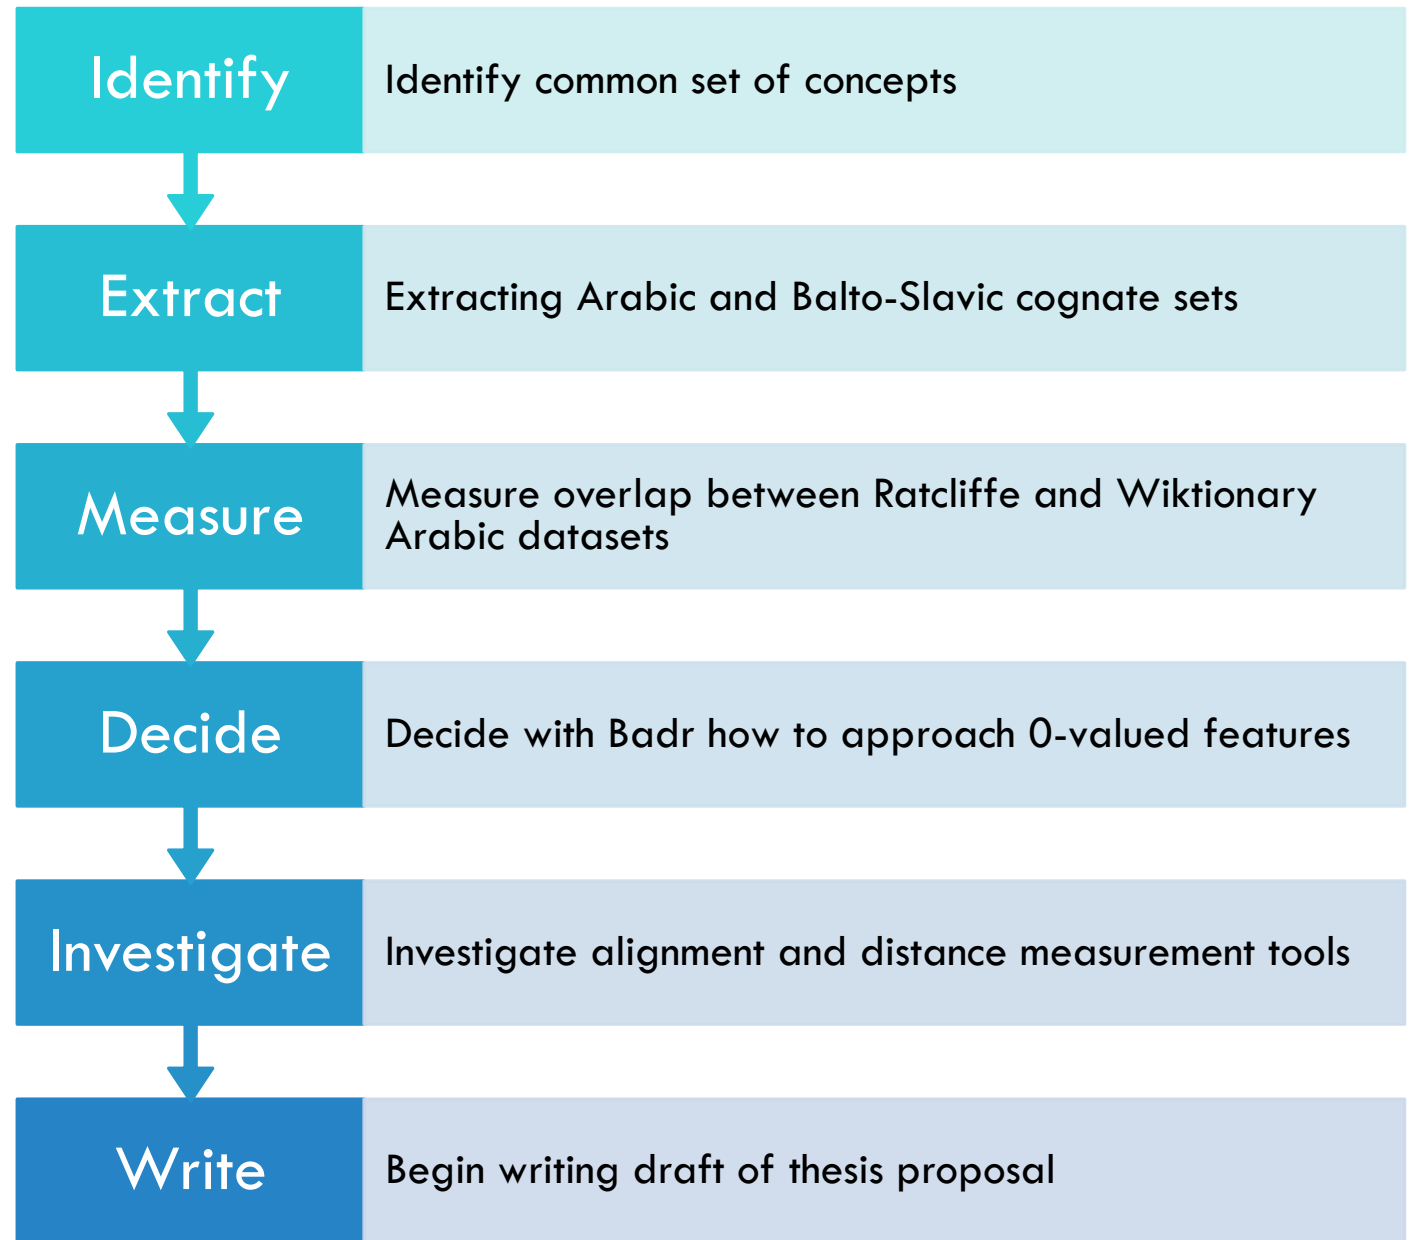 Identify
Identify common set of concepts
Extract
Extracting Arabic and Balto-Slavic cognate sets
Measure
Measure overlap between Ratcliffe and Wiktionary
Arabic datasets
Decide
Decide with Badr how to approach 0-valued features
Investigate
Investigate alignment and distance measurement tools
Write
Begin writing draft of thesis proposal